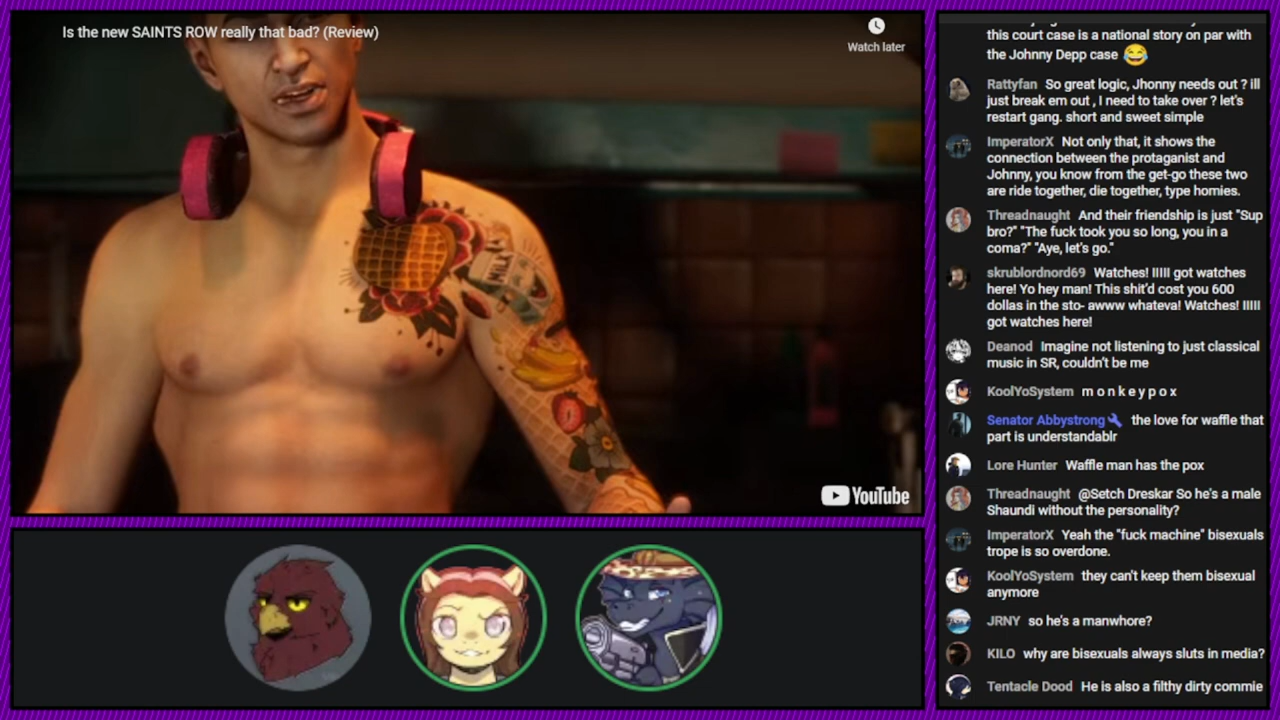 Is the new SAINTS ROW really that bad? (Review)
Watch later
MILK
YouTube
this court case is a national story on par with
the Johnny Depp case 😂
Rattyfan So great logic, Jhonny needs out ? ill
just break em out , I need to take over ? let's
restart gang. short and sweet simple
ImperatorX Not only that, it shows the
connection between the protaganist and
Johnny, you know from the get-go these two
are ride together, die together, type homies.
Threadnaught And their friendship is just "Sup
bro?" "The fuck took you so long, you in a
coma?" "Aye, let's go."
skrublordnord69 Watches! IIIII got watches
here! Yo hey man! This shit'd cost you 600
dollas in the sto- awww whateva! Watches! IIIII
got watches here!
Deanod Imagine not listening to just classical
music in SR, couldn't be me
KoolYoSystem m o n k e y p o x
Senator Abbystrong the love for waffle that
part is understandablr
Lore Hunter Waffle man has the pox
Threadnaught @Setch Dreskar So he's a male
Shaundi without the personality?
ImperatorX Yeah the "fuck machine" bisexuals
trope is so overdone.
KoolYoSystem they can't keep them bisexual
anymore
JRNY so he's a manwhore?
KILO why are bisexuals always sluts in media?
Tentacle Dood He is also a filthy dirty commie